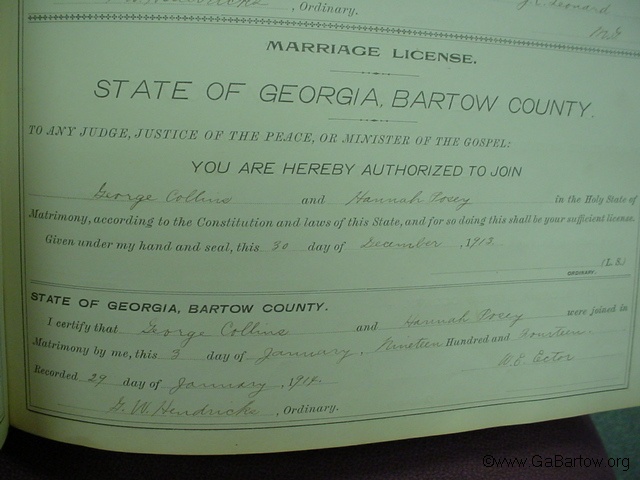 , Ordinary.
J. C. Leonard
M.G.
MARRIAGE LICENSE.
STATE OF GEORGIA, BARTOW COUNTY.
TO ANY JUDGE, JUSTICE OF THE PEACE, OR MINISTER OF THE GOSPEL:
YOU ARE HEREBY AUTHORIZED TO JOIN
George Collins and Hannah Posey in the Holy State of
Matrimony, according to the Constitution and laws of this State, and for so doing this shall be your sufficient license.
Given under my hand and seal, this 30 day of December, 1913.
(L. S.)
ORDINARY.
STATE OF GEORGIA, BARTOW COUNTY.
I certify that George Collins and Hannah Posey were joined in
Matrimony by me, this 3 day of January, Nineteen Hundred and Fourteen.
W. E. Ector
Recorded 29 day of January, 1914.
G. W. Hendricks, Ordinary.
©www.GaBartow.org